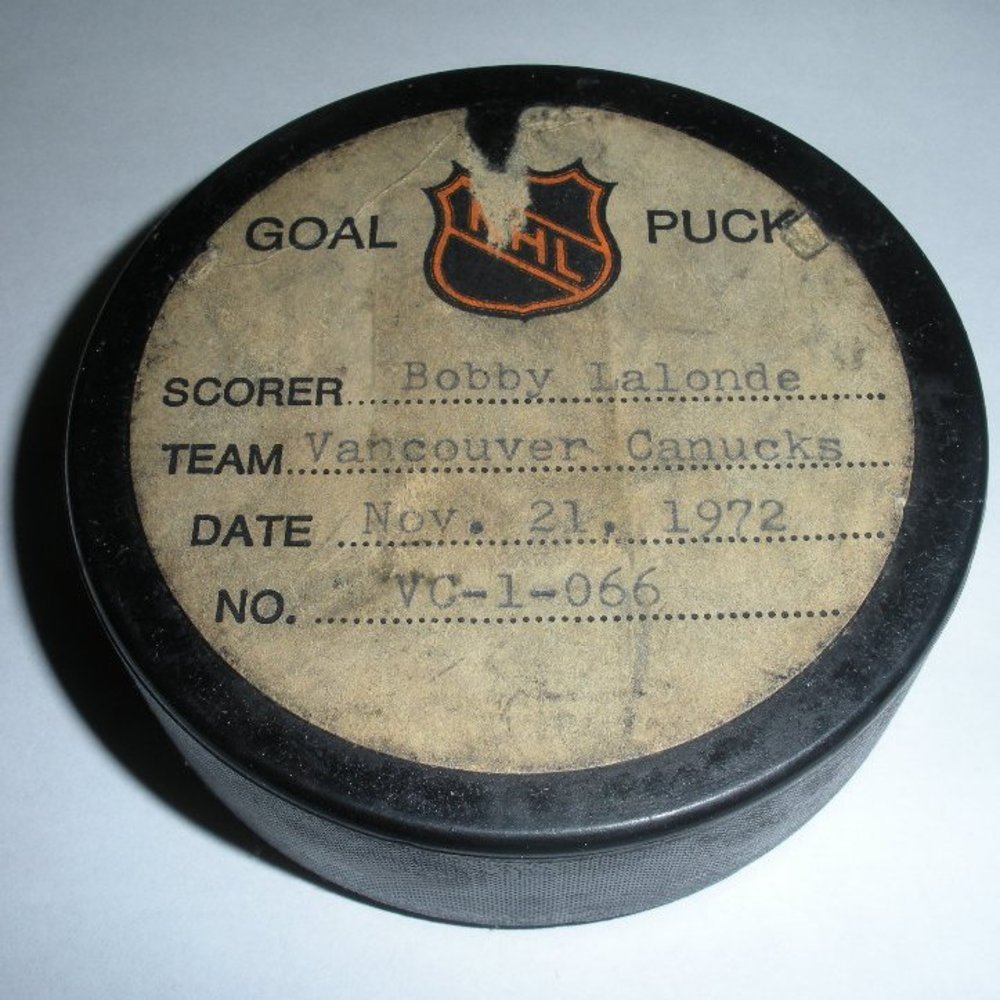 GOAL NHL PUCK
SCORER Bobby Lalonde
TEAM Vancouver Canucks
DATE Nov. 21, 1972
NO. VC-1-066